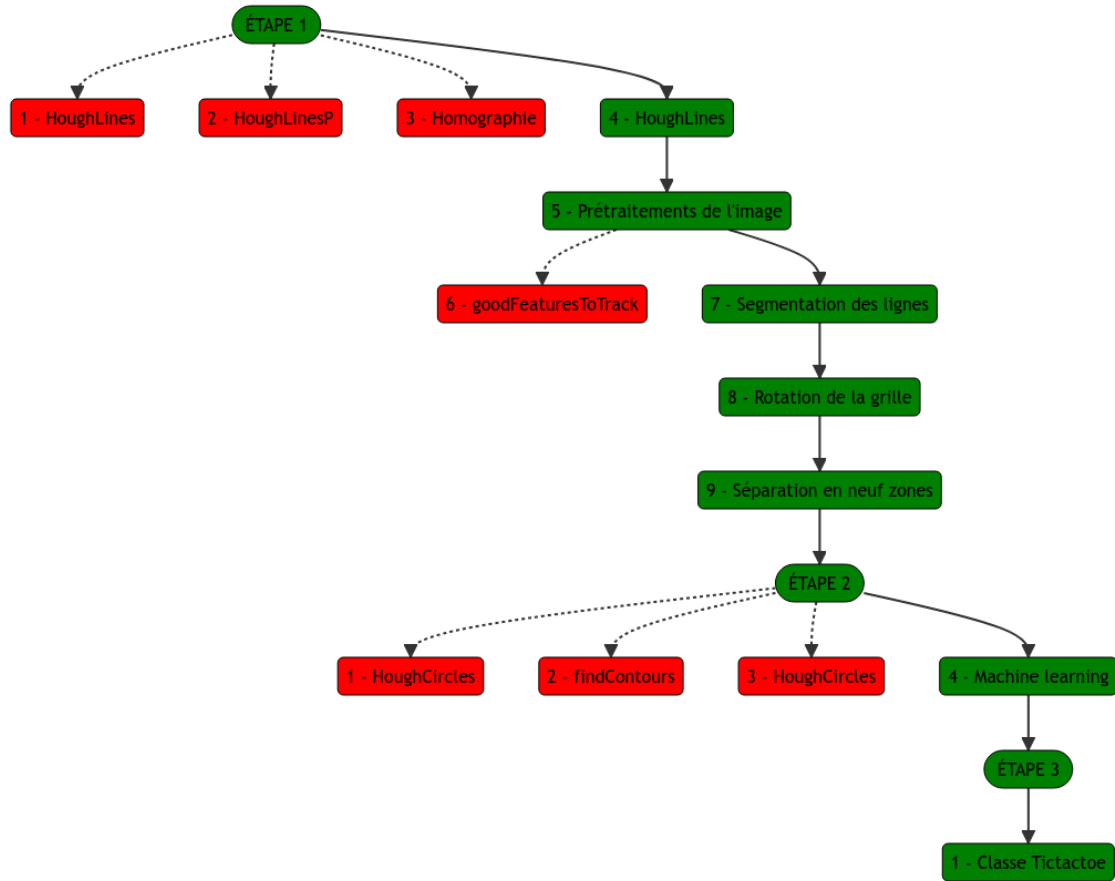 ÉTAPE 1
1 - HoughLines
2 - HoughLinesP
3 - Homographie
4 - HoughLines
5 - Prétraitements de l'image
6 - goodFeaturesToTrack
7 - Segmentation des lignes
8 - Rotation de la grille
9 - Séparation en neuf zones
ÉTAPE 2
1 - HoughCircles
2 - findContours
3 - HoughCircles
4 - Machine learning
ÉTAPE 3
1 - Classe Tictactoe